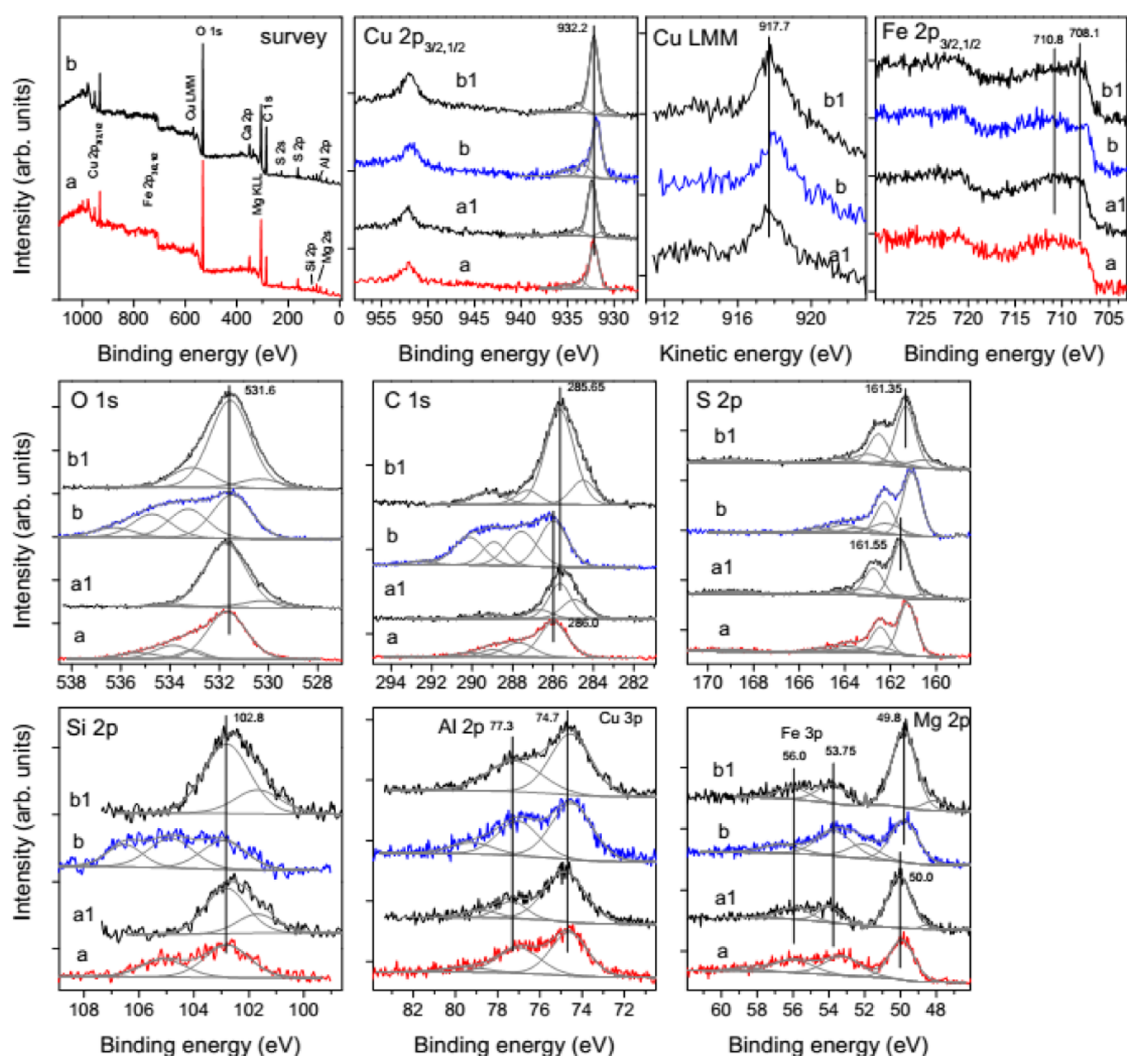 Intensity (arb. units)
survey
O 1s
b
Cu LMM
Cu 2p3/2,1/2
Fe 2p3/2,1/2
Ca 2p
C 1s
S 2s
S 2p
Al 2p
a
Mg KLL
Si 2p
Mg 2s
1000 800 600 400 200 0
Binding energy (eV)
Cu 2p3/2,1/2
932.2
b1
b
a1
a
955 950 945 940 935 930
Binding energy (eV)
Cu LMM
917.7
b1
b
a1
912 916 920
Kinetic energy (eV)
Fe 2p3/2,1/2
710.8
708.1
b1
b
a1
a
725 720 715 710 705
Binding energy (eV)
Intensity (arb. units)
O 1s
531.6
b1
b
a1
a
538 536 534 532 530 528
C 1s
285.65
b1
b
a1
286.0
a
294 292 290 288 286 284 282
S 2p
161.35
b1
b
161.55
a1
a
170 168 166 164 162 160
Intensity (arb. units)
Si 2p
102.8
b1
b
a1
a
108 106 104 102 100
Binding energy (eV)
Al 2p
77.3
74.7
Cu 3p
b1
b
a1
a
84 82 80 78 76 74 72
Binding energy (eV)
Fe 3p
56.0
53.75
49.8
Mg 2p
b1
b
50.0
a1
a
60 58 56 54 52 50 48
Binding energy (eV)